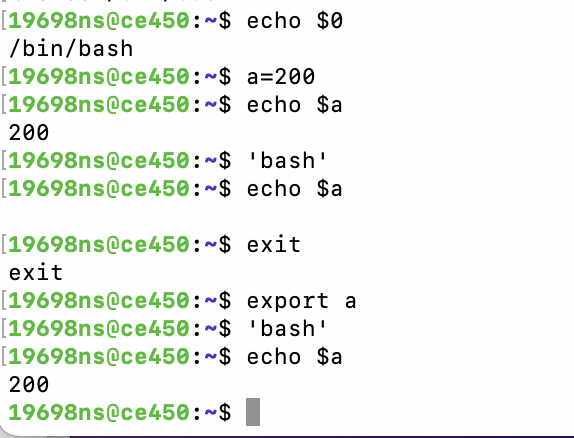 [19698ns@ce450:~$ echo $0
/bin/bash
[19698ns@ce450:~$ a=200
[19698ns@ce450:~$ echo $a
200
[19698ns@ce450:~$ 'bash'
[19698ns@ce450:~$ echo $a
[19698ns@ce450:~$ exit
exit
[19698ns@ce450:~$ export a
[19698ns@ce450:~$ 'bash'
[19698ns@ce450:~$ echo $a
200
19698ns@ce450:~$